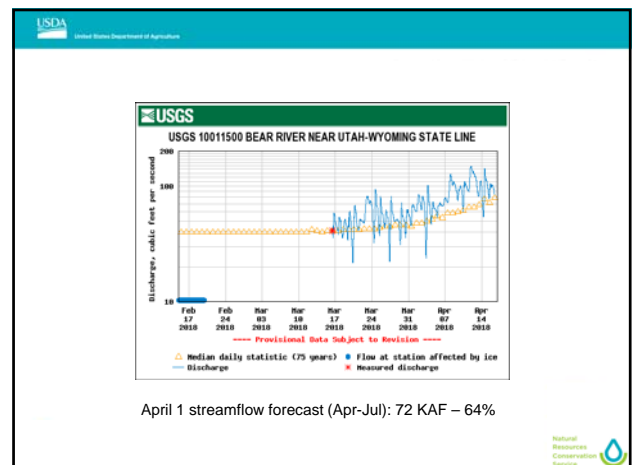 USDA
United States Department of Agriculture
USGS
USGS 10011500 BEAR RIVER NEAR UTAH-WYOMING STATE LINE
Discharge, cubic feet per second
200
100
10
Feb 17 2018
Feb 24 2018
Mar 03 2018
Mar 10 2018
Mar 17 2018
Mar 24 2018
Mar 31 2018
Apr 07 2018
Apr 14 2018
---- Provisional Data Subject to Revision ----
Median daily statistic (75 years)
Flow at station affected by ice
Discharge
Measured discharge
April 1 streamflow forecast (Apr-Jul): 72 KAF – 64%
Natural
Resources
Conservation
Service